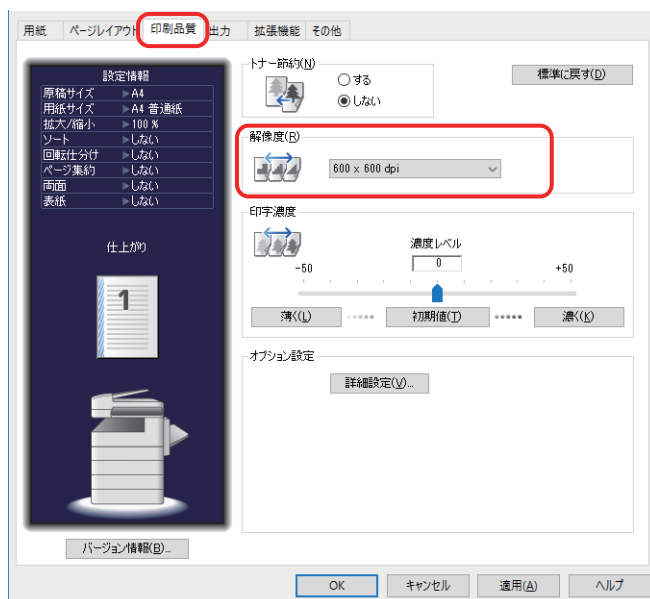 用紙 ページレイアウト 印刷品質 出力 拡張機能 その他
設定情報
原稿サイズ ▶A4
用紙サイズ ▶A4 普通紙
拡大/縮小 ▶100 %
ソート ▶しない
回転仕分け ▶しない
ページ集約 ▶しない
両面 ▶しない
表紙 ▶しない
仕上がり
1
バージョン情報(B)...
トナー節約(N)
する
しない
標準に戻す(D)
解像度(R)
600 x 600 dpi
印字濃度
濃度レベル
-50 0 +50
薄く(L) 初期値(T) 濃く(K)
オプション設定
詳細設定(V)...
OK キャンセル 適用(A) ヘルプ